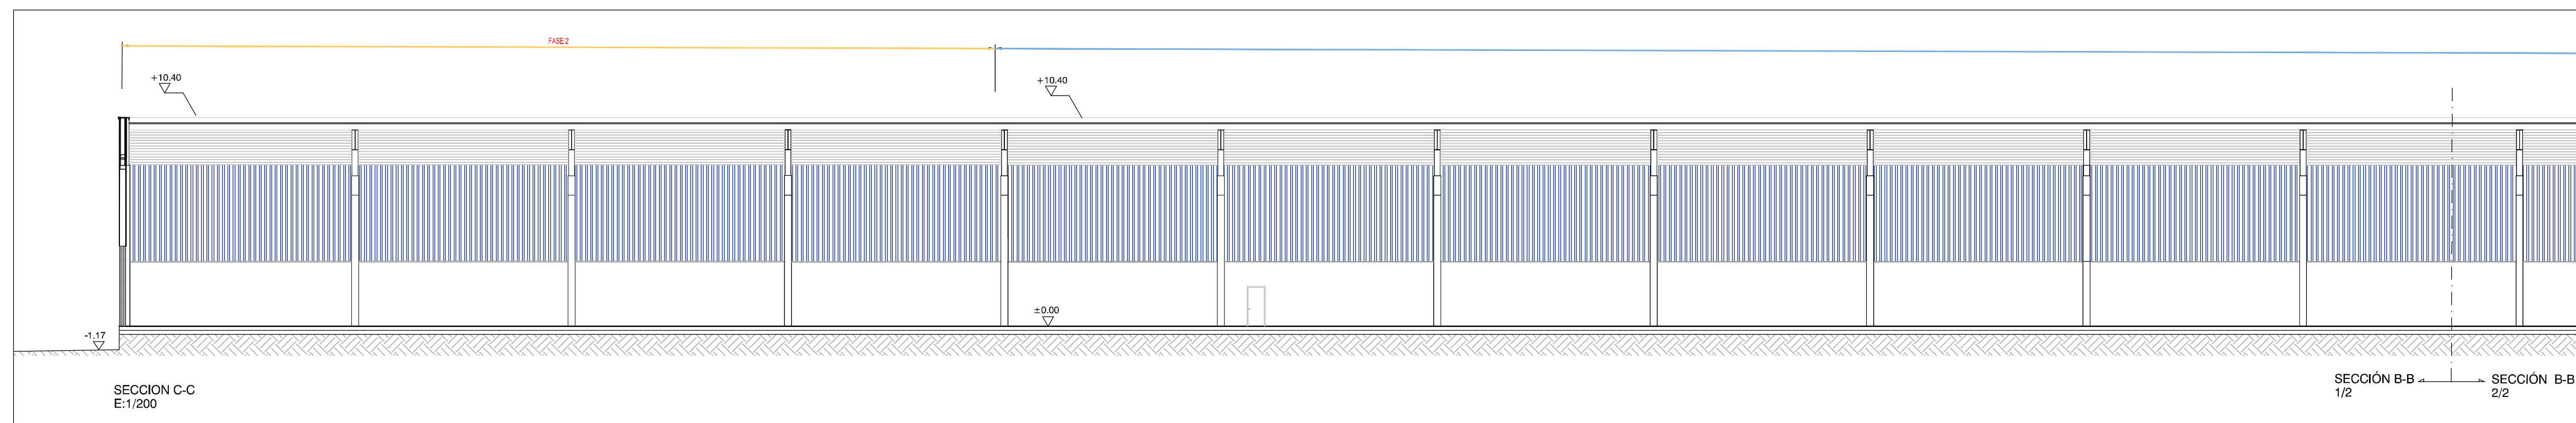 FASE 2
+10.40
+10.40
±0.00
-1.17
SECCION C-C
E:1/200
SECCIÓN B-B
1/2
SECCIÓN B-B
2/2